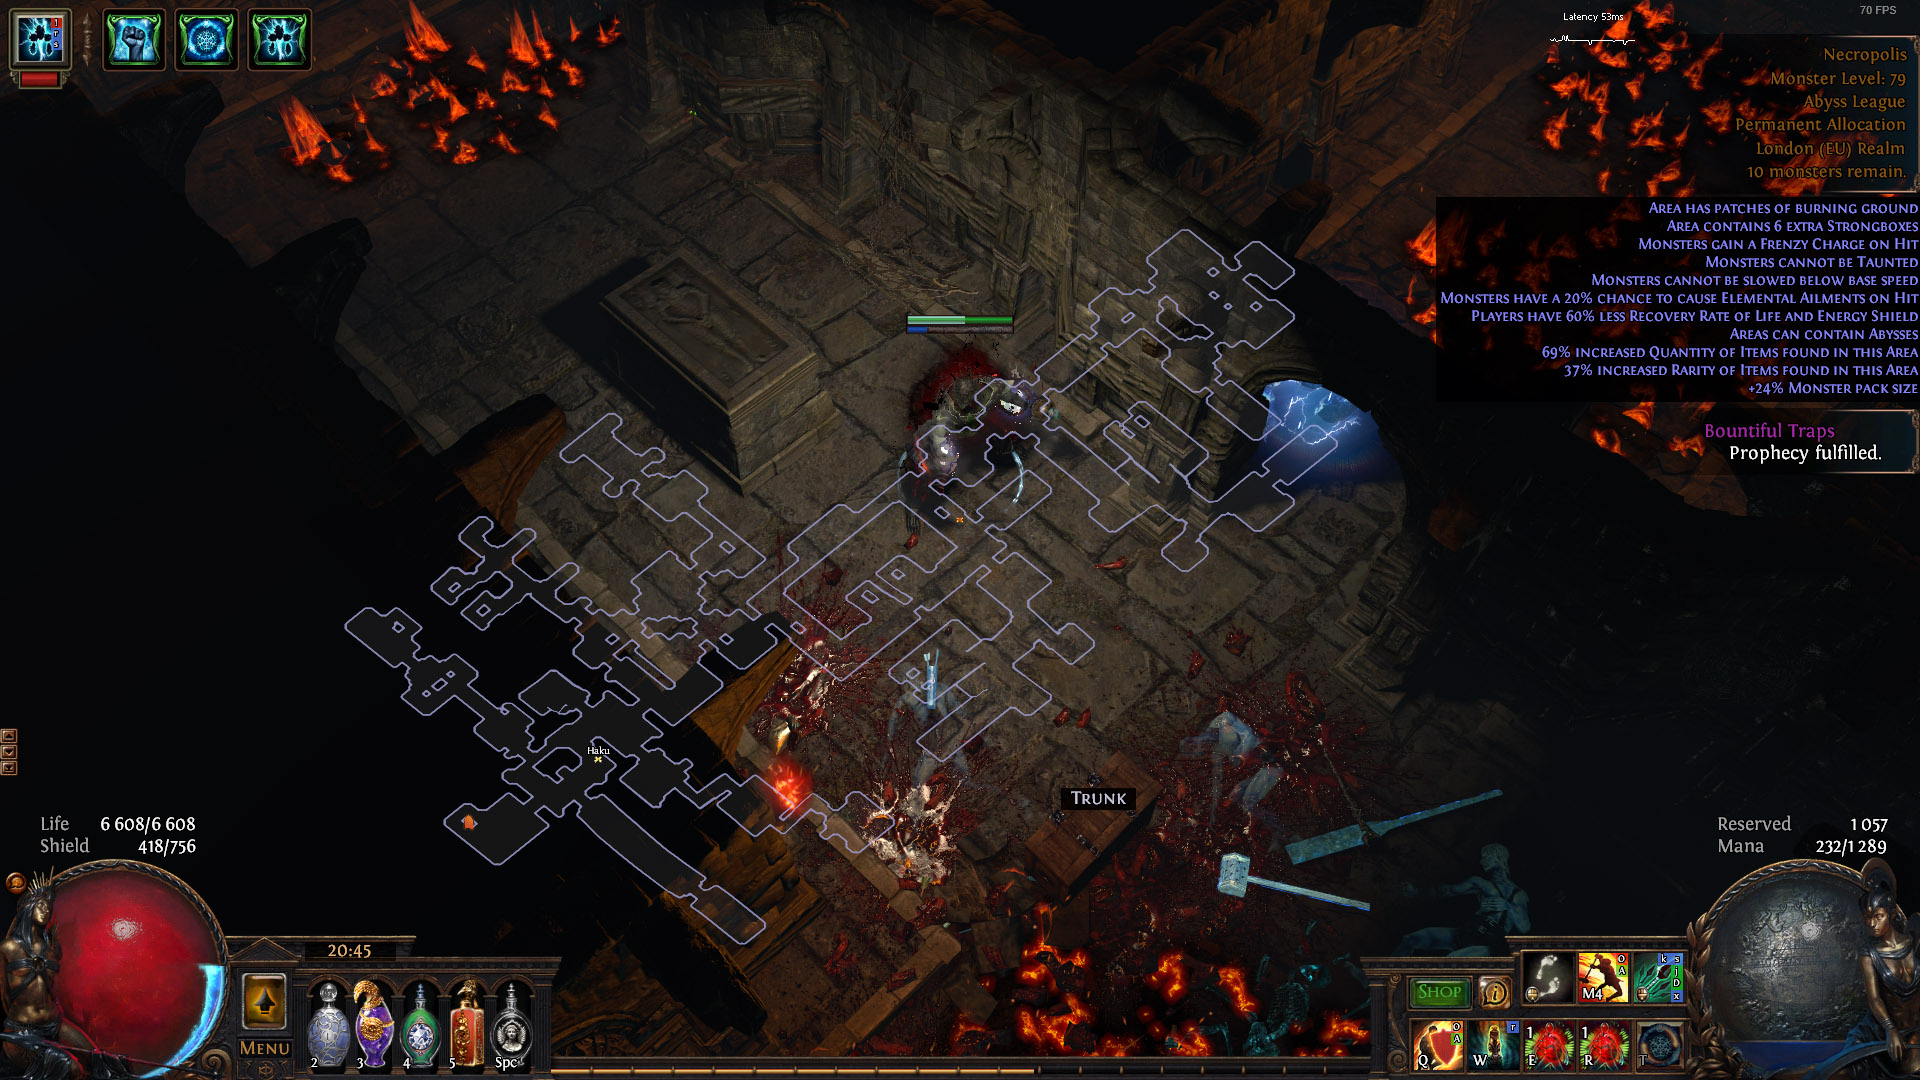 Latency 53ms
70 FPS
Necropolis
Monster Level: 79
Abyss League
Permanent Allocation
London (EU) Realm
10 monsters remain.
Area has patches of burning ground
Area contains 6 extra Strongboxes
Monsters gain a Frenzy Charge on Hit
Monsters cannot be Taunted
Monsters cannot be slowed below base speed
Monsters have a 20% chance to cause Elemental Ailments on Hit
Players have 60% less Recovery Rate of Life and Energy Shield
Areas can contain Abysses
69% increased Quantity of Items found in this Area
37% increased Rarity of Items found in this Area
+24% Monster pack size
Bountiful Traps
Prophecy fulfilled.
Haku
Trunk
Life 6 608/6 608
Shield 418/756
Reserved 1 057
Mana 232/1 289
20:45
Menu
2 3 4 5 Spc
Shop
M4
Q W E R T